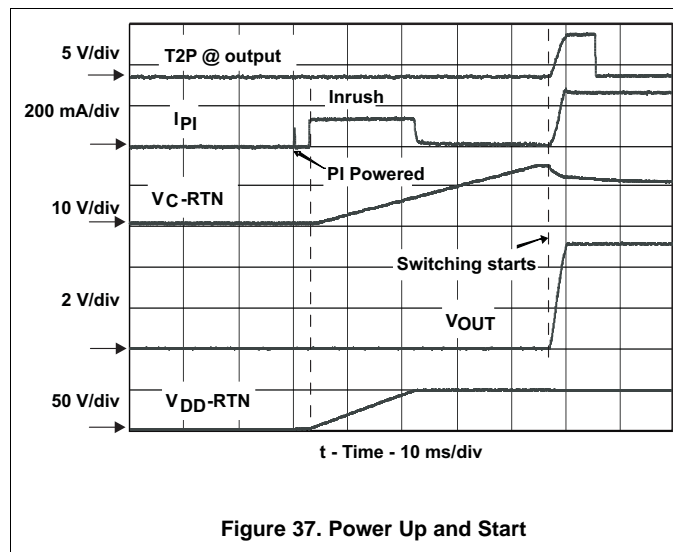 5 V/div
T2P @ output
200 mA/div
IPI
Inrush
PI Powered
VC-RTN
10 V/div
Switching starts
2 V/div
VOUT
50 V/div
VDD-RTN
t - Time - 10 ms/div
Figure 37. Power Up and Start